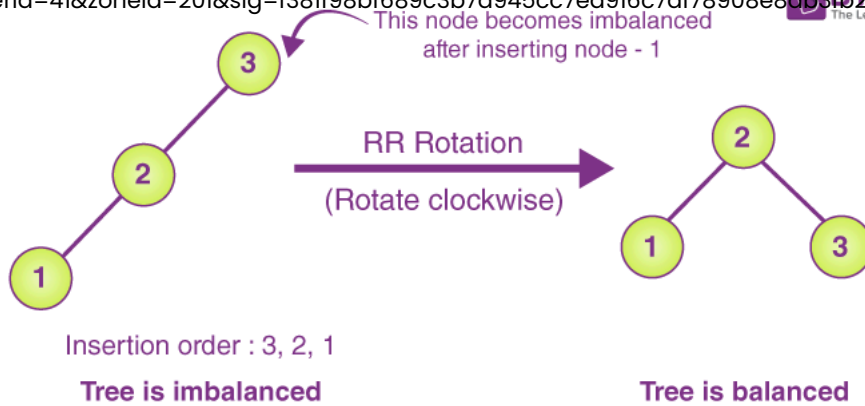 This node becomes imbalanced
after inserting node - 1
3
2
1
RR Rotation
(Rotate clockwise)
2
1
3
Insertion order : 3, 2, 1
Tree is imbalanced
Tree is balanced